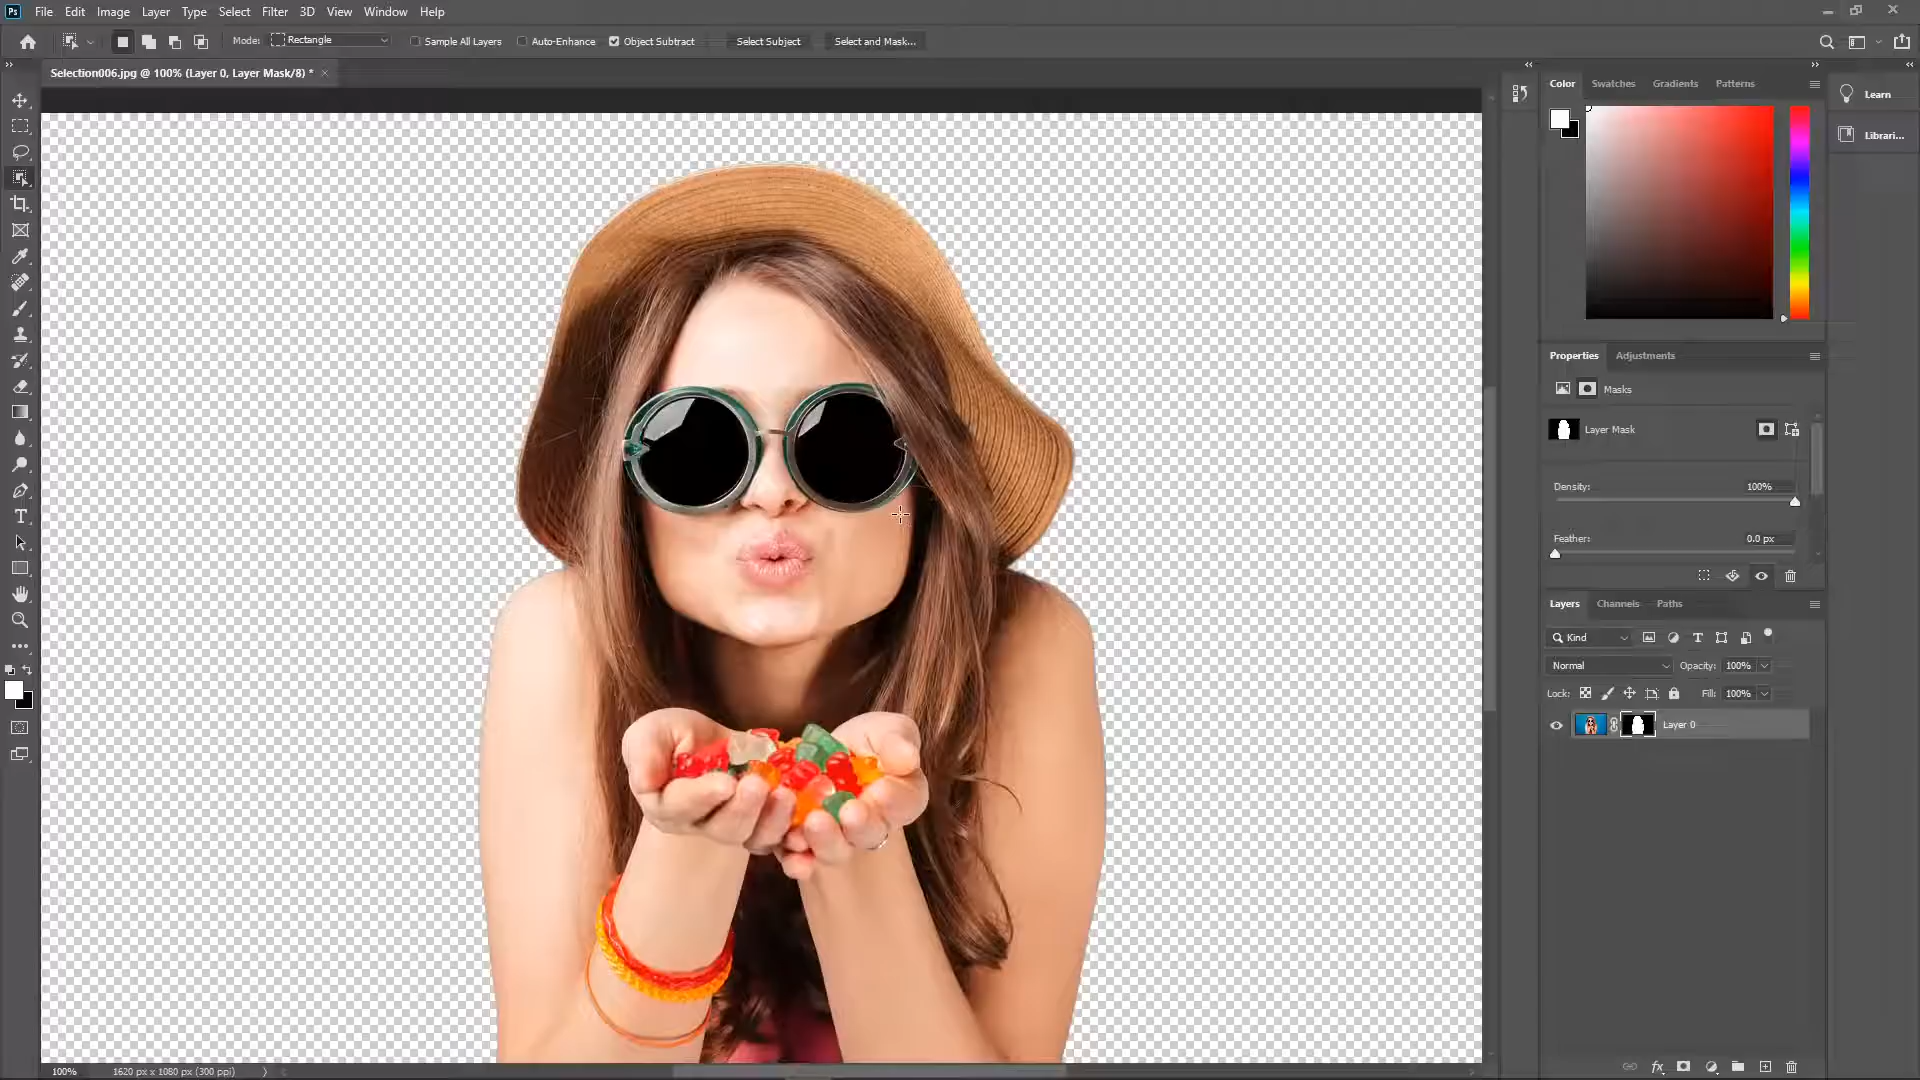 Ps File Edit Image Layer Type Select Filter 3D View Window Help
Mode: Rectangle Sample All Layers Auto-Enhance Object Subtract Select Subject Select and Mask...
Selection006.jpg @ 100% (Layer 0, Layer Mask/8) * ×
Color Swatches Gradients Patterns
Learn
Librari...
Properties Adjustments
Masks
Layer Mask
Density: 100%
Feather: 0.0 px
Layers Channels Paths
Kind
Normal Opacity: 100%
Lock: Fill: 100%
Layer 0
fx
100% 1620 px x 1080 px (300 ppi)